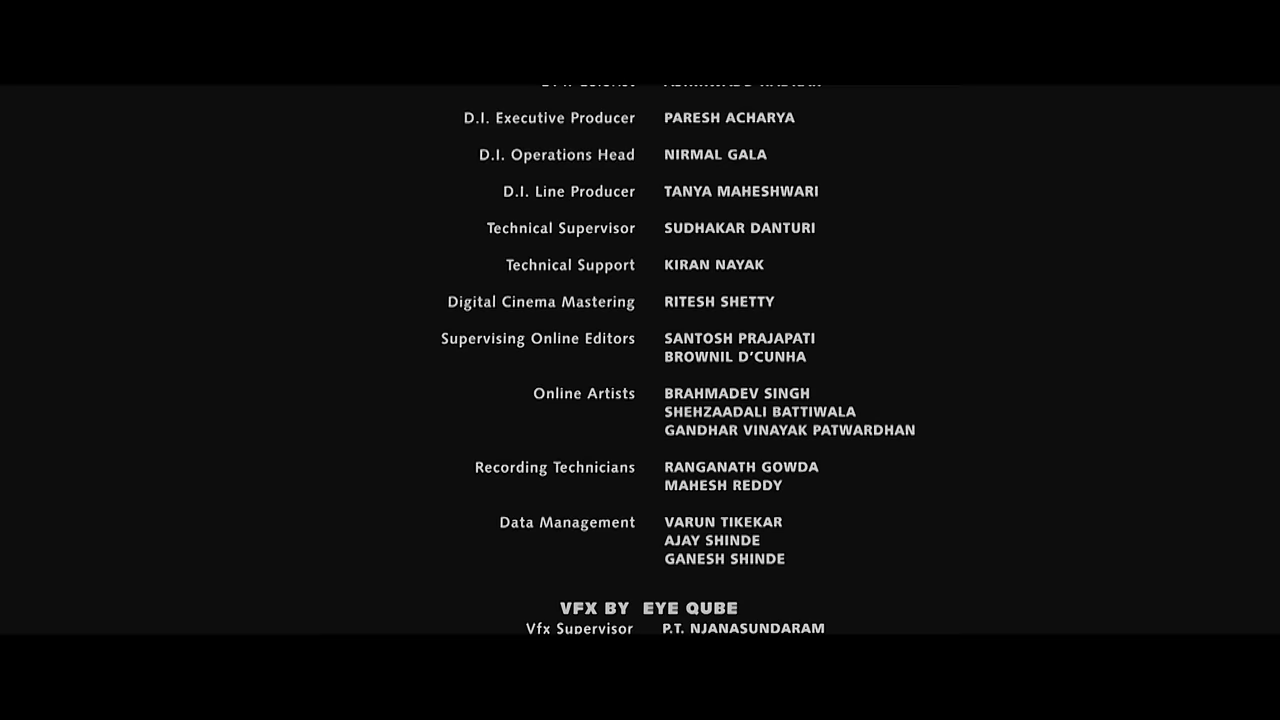 D.I. Executive Producer PARESH ACHARYA
D.I. Operations Head NIRMAL GALA
D.I. Line Producer TANYA MAHESHWARI
Technical Supervisor SUDHAKAR DANTURI
Technical Support KIRAN NAYAK
Digital Cinema Mastering RITESH SHETTY
Supervising Online Editors SANTOSH PRAJAPATI
BROWNIL D'CUNHA
Online Artists BRAHMADEV SINGH
SHEHZAADALI BATTIWALA
GANDHAR VINAYAK PATWARDHAN
Recording Technicians RANGANATH GOWDA
MAHESH REDDY
Data Management VARUN TIKEKAR
AJAY SHINDE
GANESH SHINDE
VFX BY EYE QUBE
Vfx Supervisor P.T. NJANASUNDARAM